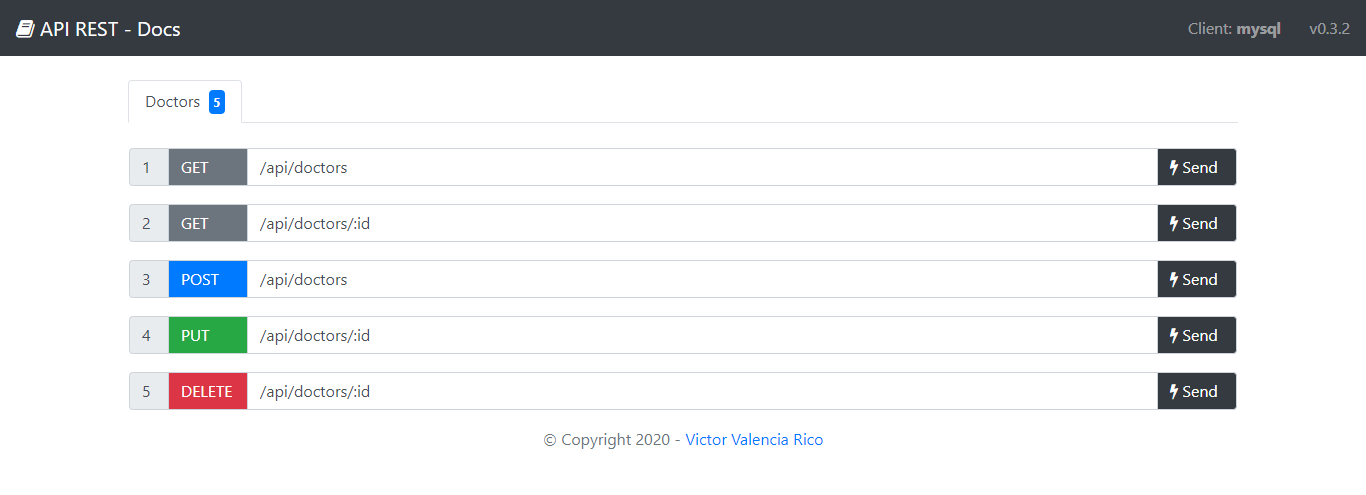 API REST - Docs Client: mysql v0.3.2
Doctors 5
1 GET /api/doctors Send
2 GET /api/doctors/:id Send
3 POST /api/doctors Send
4 PUT /api/doctors/:id Send
5 DELETE /api/doctors/:id Send
© Copyright 2020 - Victor Valencia Rico